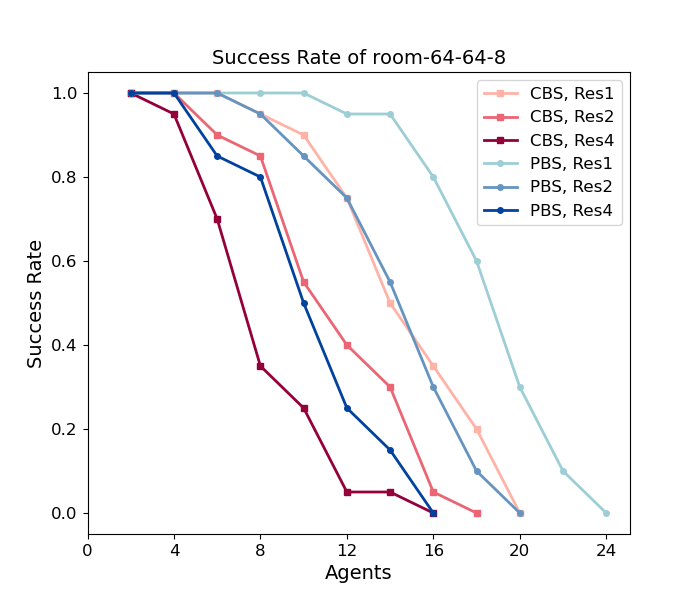 Success Rate of room-64-64-8
Success Rate
1.0
0.8
0.6
0.4
0.2
0.0
CBS, Res1
CBS, Res2
CBS, Res4
PBS, Res1
PBS, Res2
PBS, Res4
0 4 8 12 16 20 24
Agents